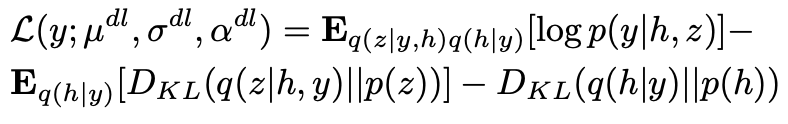 𝓛(y; μ^{dl}, σ^{dl}, α^{dl}) = 𝐄_{q(z|y,h)q(h|y)}[log p(y|h, z)]−
𝐄_{q(h|y)}[D_{KL}(q(z|h, y)||p(z))] − D_{KL}(q(h|y)||p(h))